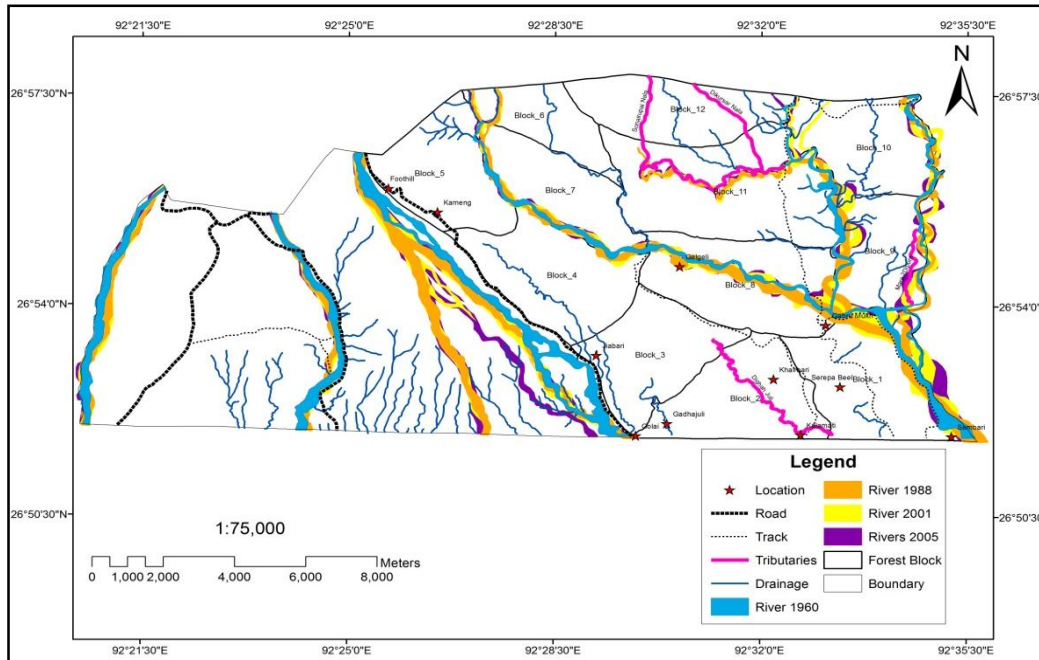 92°21'30"E 92°25'0"E 92°28'30"E 92°32'0"E 92°35'30"E
N
26°57'30"N
26°57'30
Block_12
Block_6
Block_10
Block_5
Foothill
Block_11
Block_7
Kameng
Block_4
Block_8
26°54'0"N
26°54'0"N
Block_3
Khalibari
Serepa Beel
Block_1
Block_2
Gadhajuli
Golai
Legend
Location
Road
Track
Tributaries
Drainage
River 1960
River 1988
River 2001
Rivers 2005
Forest Block
Boundary
26°50'30"N
26°50'30
1:75,000
Meters
0 1,000 2,000 4,000 6,000 8,000
92°21'30"E 92°25'0"E 92°28'30"E 92°32'0"E 92°35'30"E